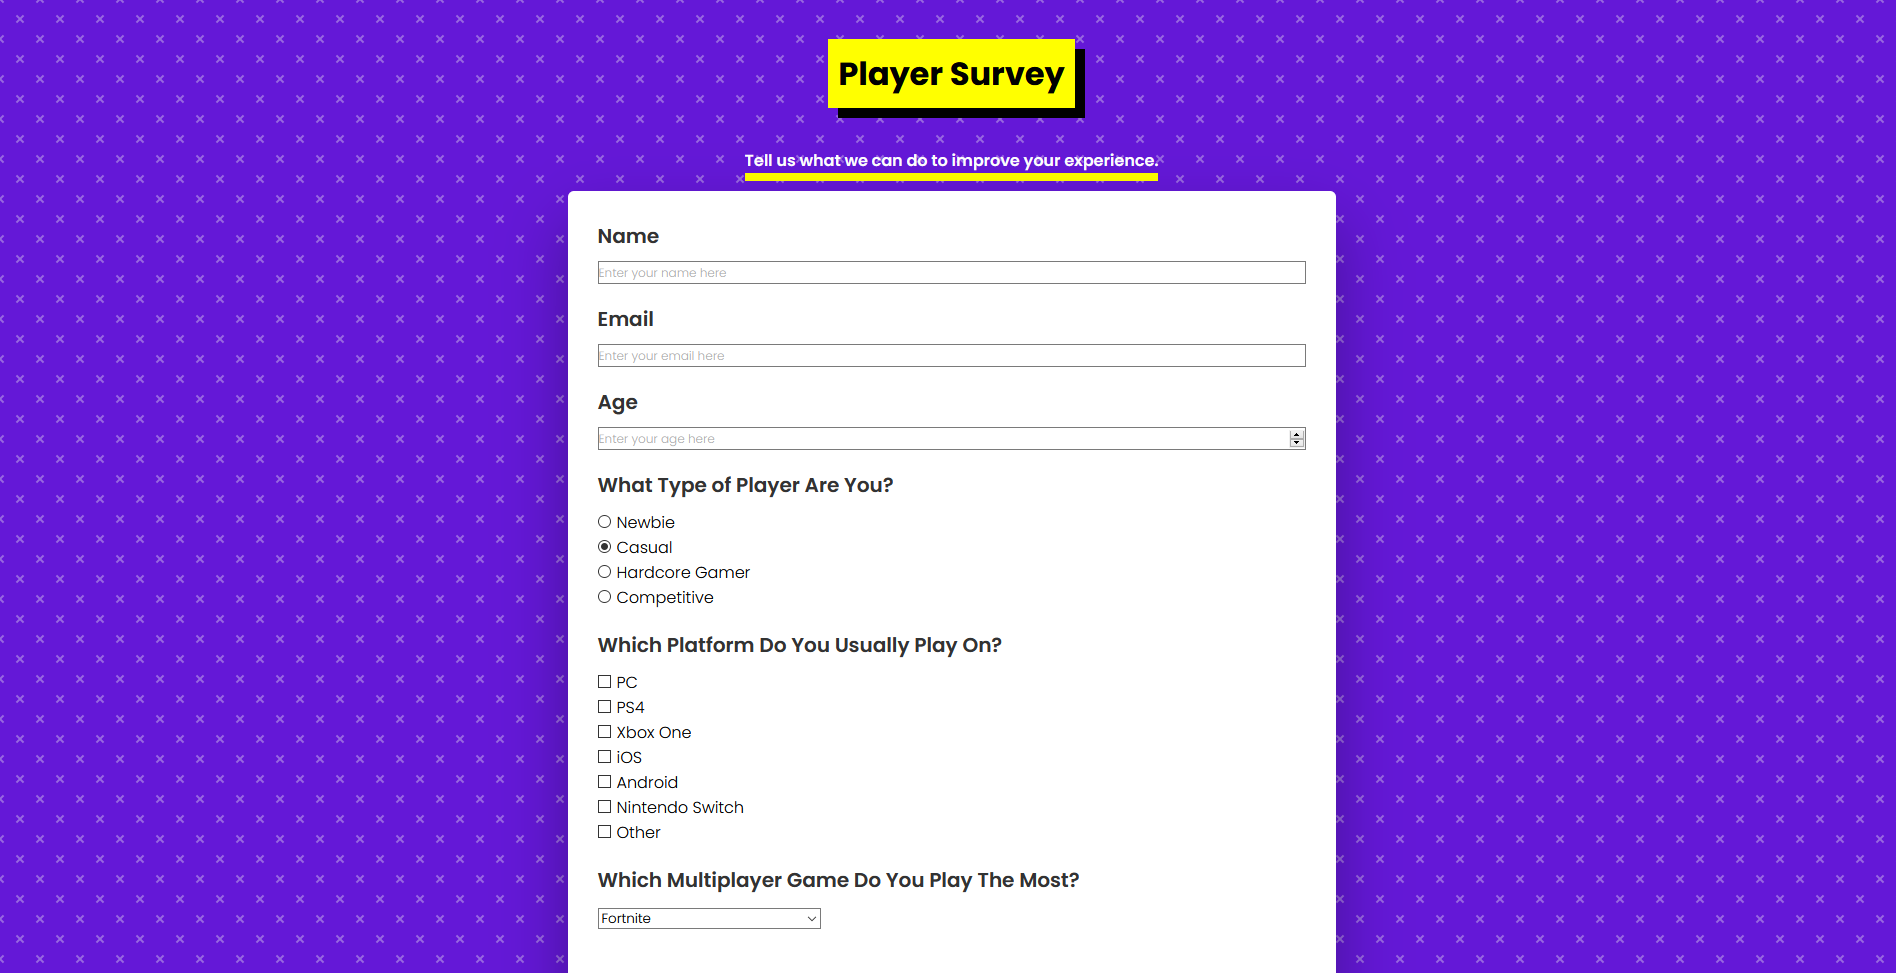 Player Survey
Tell us what we can do to improve your experience.
Name
Enter your name here
Email
Enter your email here
Age
Enter your age here
What Type of Player Are You?
Newbie
Casual
Hardcore Gamer
Competitive
Which Platform Do You Usually Play On?
PC
PS4
Xbox One
iOS
Android
Nintendo Switch
Other
Which Multiplayer Game Do You Play The Most?
Fortnite